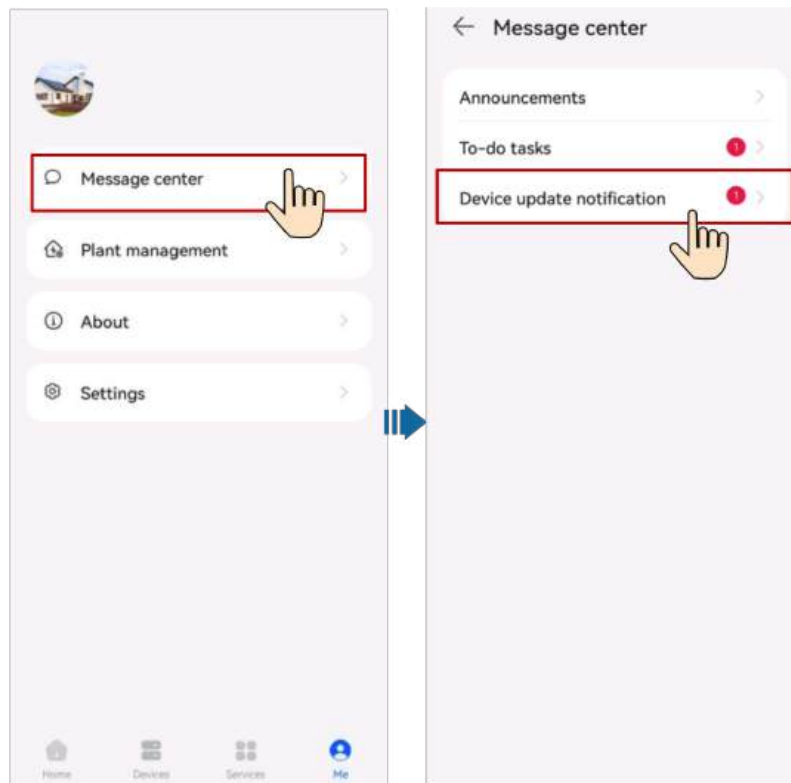 Message center
Plant management
About
Settings
Home
Devices
Services
Me
Message center
Announcements
To-do tasks
1
Device update notification
1